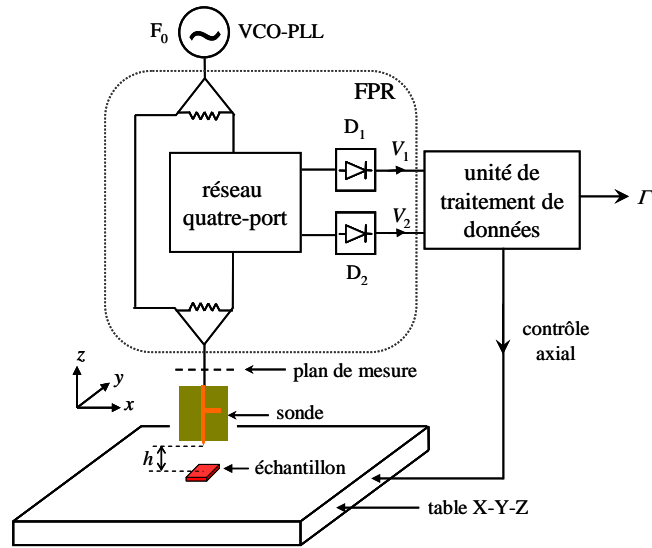 F0 VCO-PLL
FPR
D1
V1
réseau
quatre-port
unité de
traitement de
données
Γ
V2
D2
contrôle
axial
plan de mesure
z
y
x
sonde
h
échantillon
table X-Y-Z